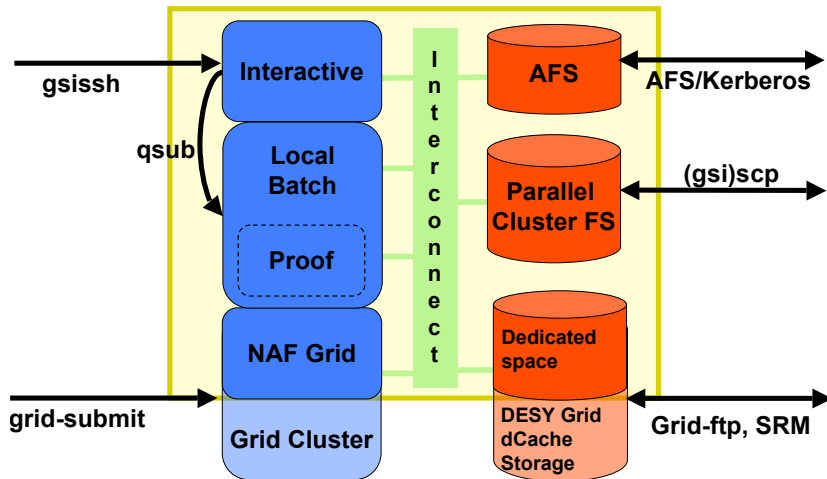 gsissh
qsub
grid-submit
Interactive
Local
Batch
Proof
NAF Grid
Grid Cluster
Interconnect
AFS
Parallel
Cluster FS
Dedicated
space
DESY Grid
dCache
Storage
AFS/Kerberos
(gsi)scp
Grid-ftp, SRM